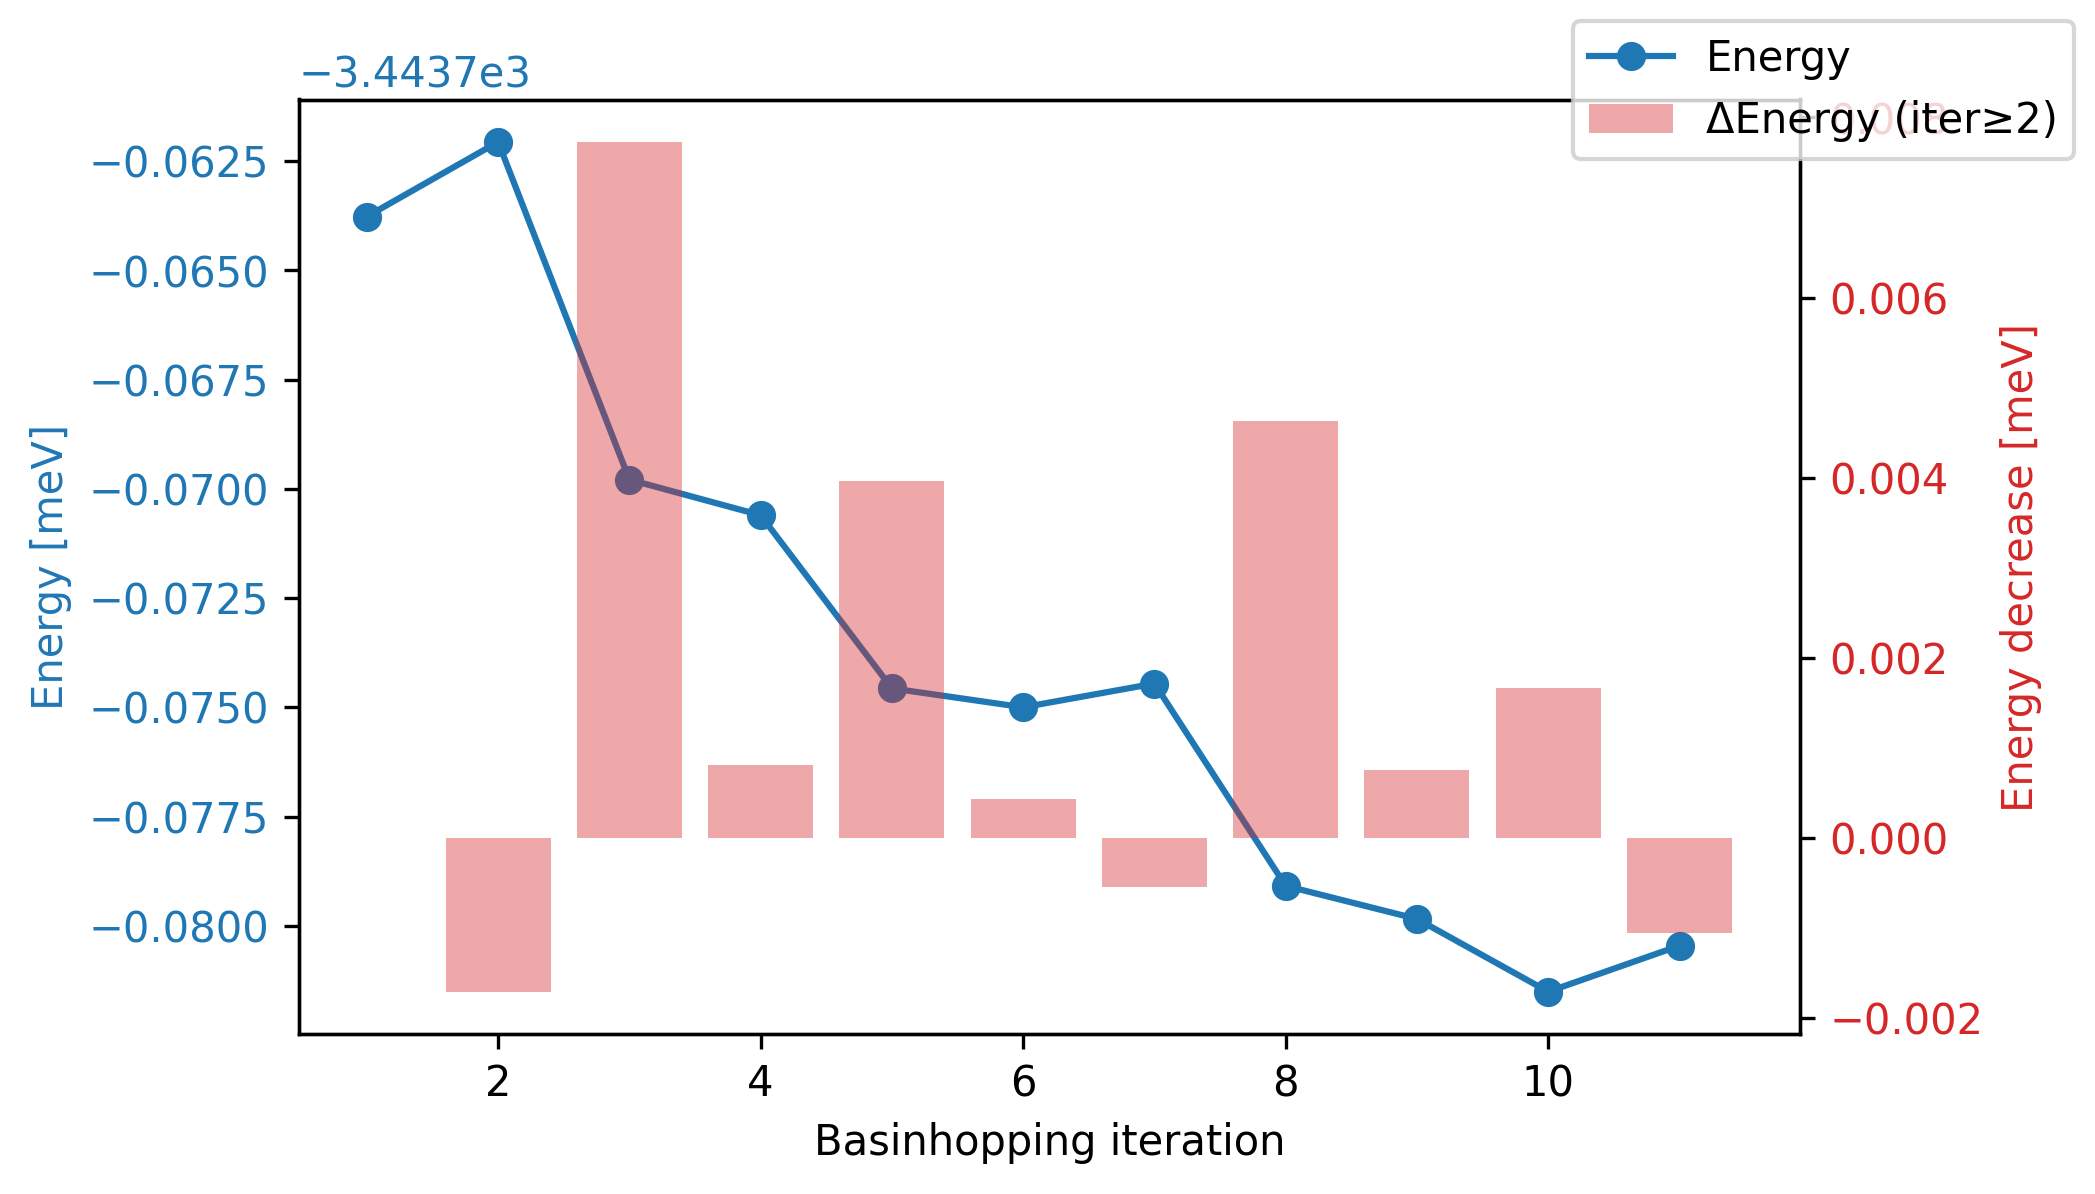 −3.4437e3
Energy
ΔEnergy (iter≥2)
−0.0625
−0.0650
−0.0675
−0.0700
−0.0725
−0.0750
−0.0775
−0.0800
Energy [meV]
0.008
0.006
0.004
0.002
0.000
−0.002
Energy decrease [meV]
2 4 6 8 10
Basinhopping iteration